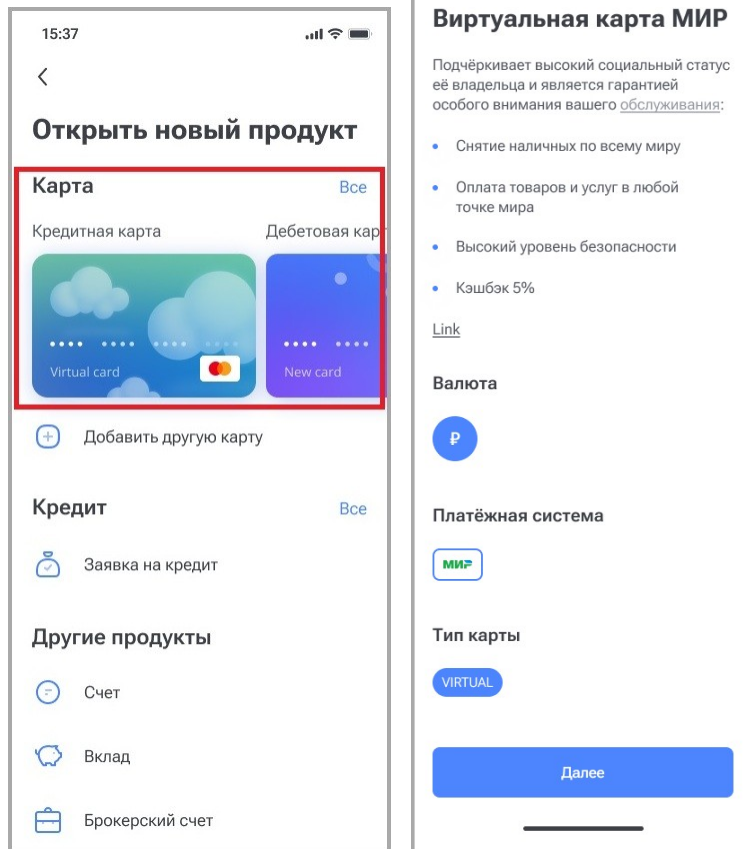 15:37
Открыть новый продукт
Карта
Все
Кредитная карта
Дебетовая кар
Virtual card
New card
Добавить другую карту
Кредит
Все
Заявка на кредит
Другие продукты
Счет
Вклад
Брокерский счет
Виртуальная карта МИР
Подчёркивает высокий социальный статус
её владельца и является гарантией
особого внимания вашего обслуживания:
• Снятие наличных по всему миру
• Оплата товаров и услуг в любой
точке мира
• Высокий уровень безопасности
• Кэшбэк 5%
Link
Валюта
₽
Платёжная система
МИР
Тип карты
VIRTUAL
Далее